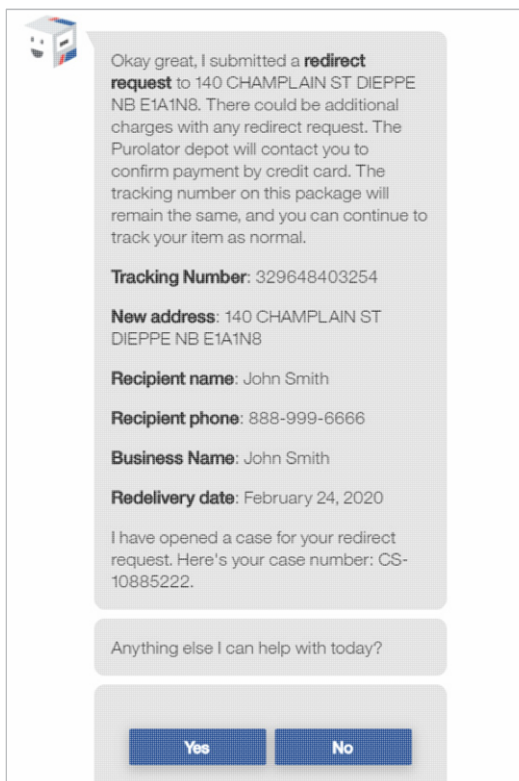 Okay great, I submitted a redirect
request to 140 CHAMPLAIN ST DIEPPE
NB E1A1N8. There could be additional
charges with any redirect request. The
Purolator depot will contact you to
confirm payment by credit card. The
tracking number on this package will
remain the same, and you can continue to
track your item as normal.
Tracking Number: 329648403254
New address: 140 CHAMPLAIN ST
DIEPPE NB E1A1N8
Recipient name: John Smith
Recipient phone: 888-999-6666
Business Name: John Smith
Redelivery date: February 24, 2020
I have opened a case for your redirect
request. Here's your case number: CS-
10885222.
Anything else I can help with today?
Yes
No